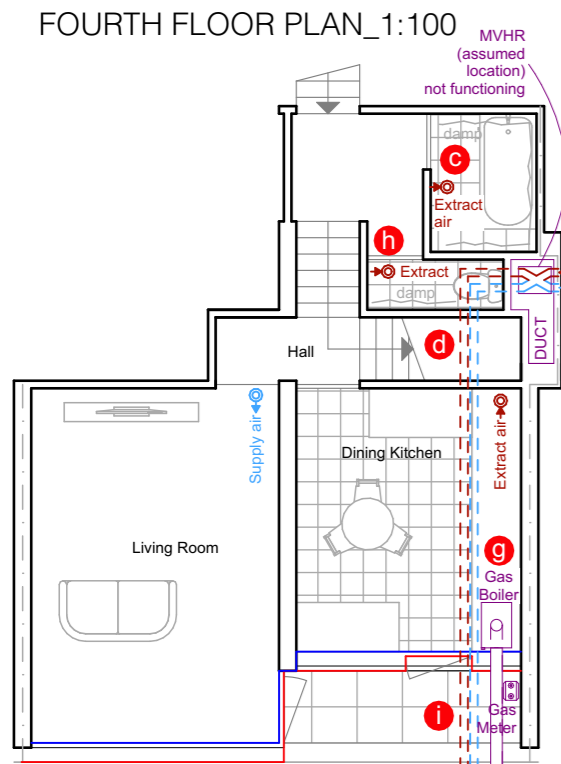 FOURTH FLOOR PLAN_1:100
MVHR
(assumed
location)
not functioning
damp
c
Extract
air
h
Extract
damp
DUCT
d
Hall
Supply air
Extract air
Dining Kitchen
Living Room
g
Gas
Boiler
i
Gas
Meter